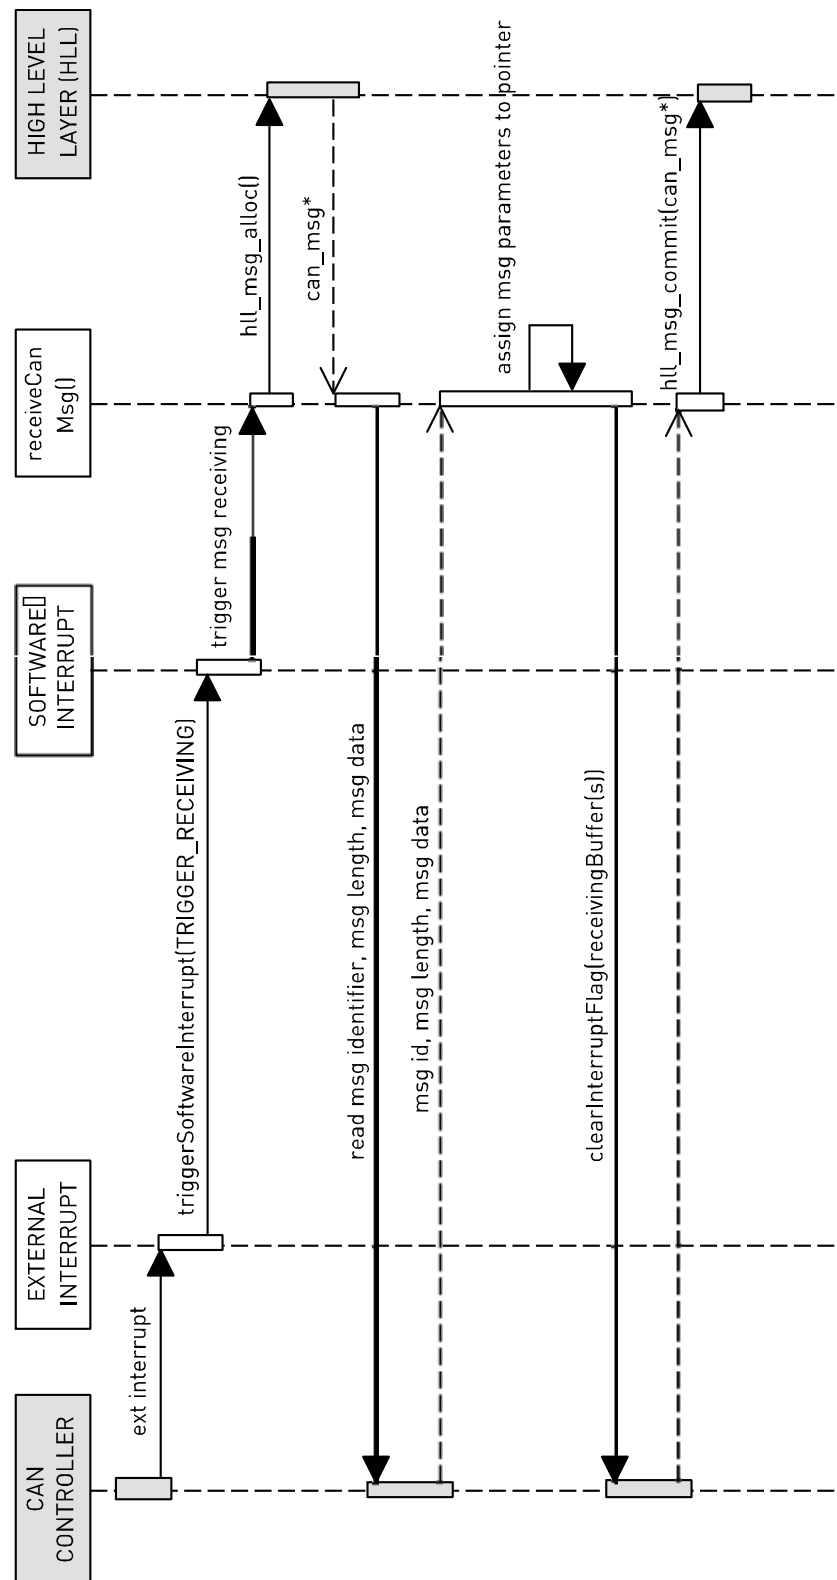 CAN
CONTROLLER
EXTERNAL
INTERRUPT
SOFTWARE[]
INTERRUPT
receiveCan
Msg()
HIGH LEVEL
LAYER (HLL)
ext interrupt
triggerSoftwareInterrupt(TRIGGER_RECEIVING)
trigger msg receiving
hll_msg_alloc()
can_msg*
read msg identifier, msg length, msg data
msg id, msg length, msg data
assign msg parameters to pointer
clearInterruptFlag(receivingBuffer(s))
hll_msg_commit(can_msg*)